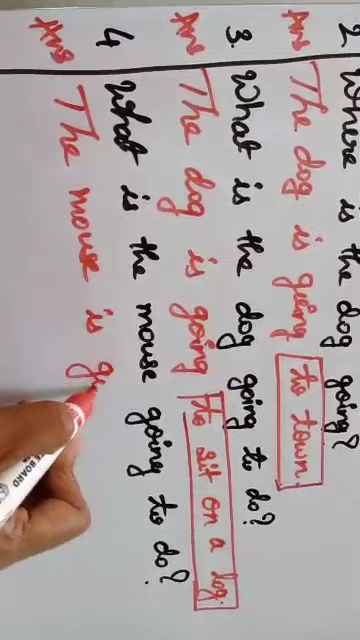 2. Where is the dog going?
Ans The dog is going to town.
3. What is the dog going to do?
Ans The dog is going to sit on a log.
4 What is the mouse going to do?
Ans The mouse is g